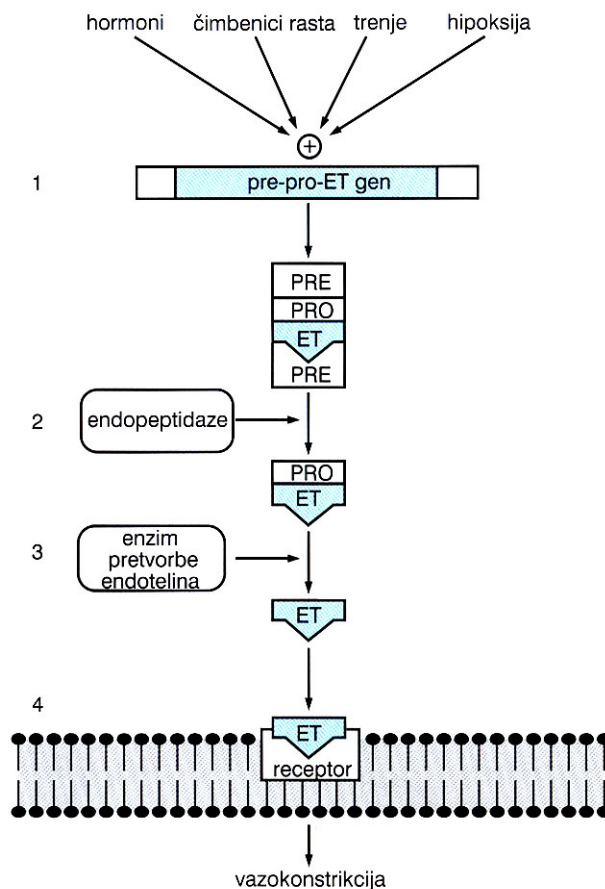 hormoni čimbenici rasta trenje hipoksija
+
1
pre-pro-ET gen
PRE
PRO
ET
PRE
2
endopeptidaze
PRO
ET
3
enzim
pretvorbe
endotelina
ET
4
ET
receptor
vazokonstrikcija